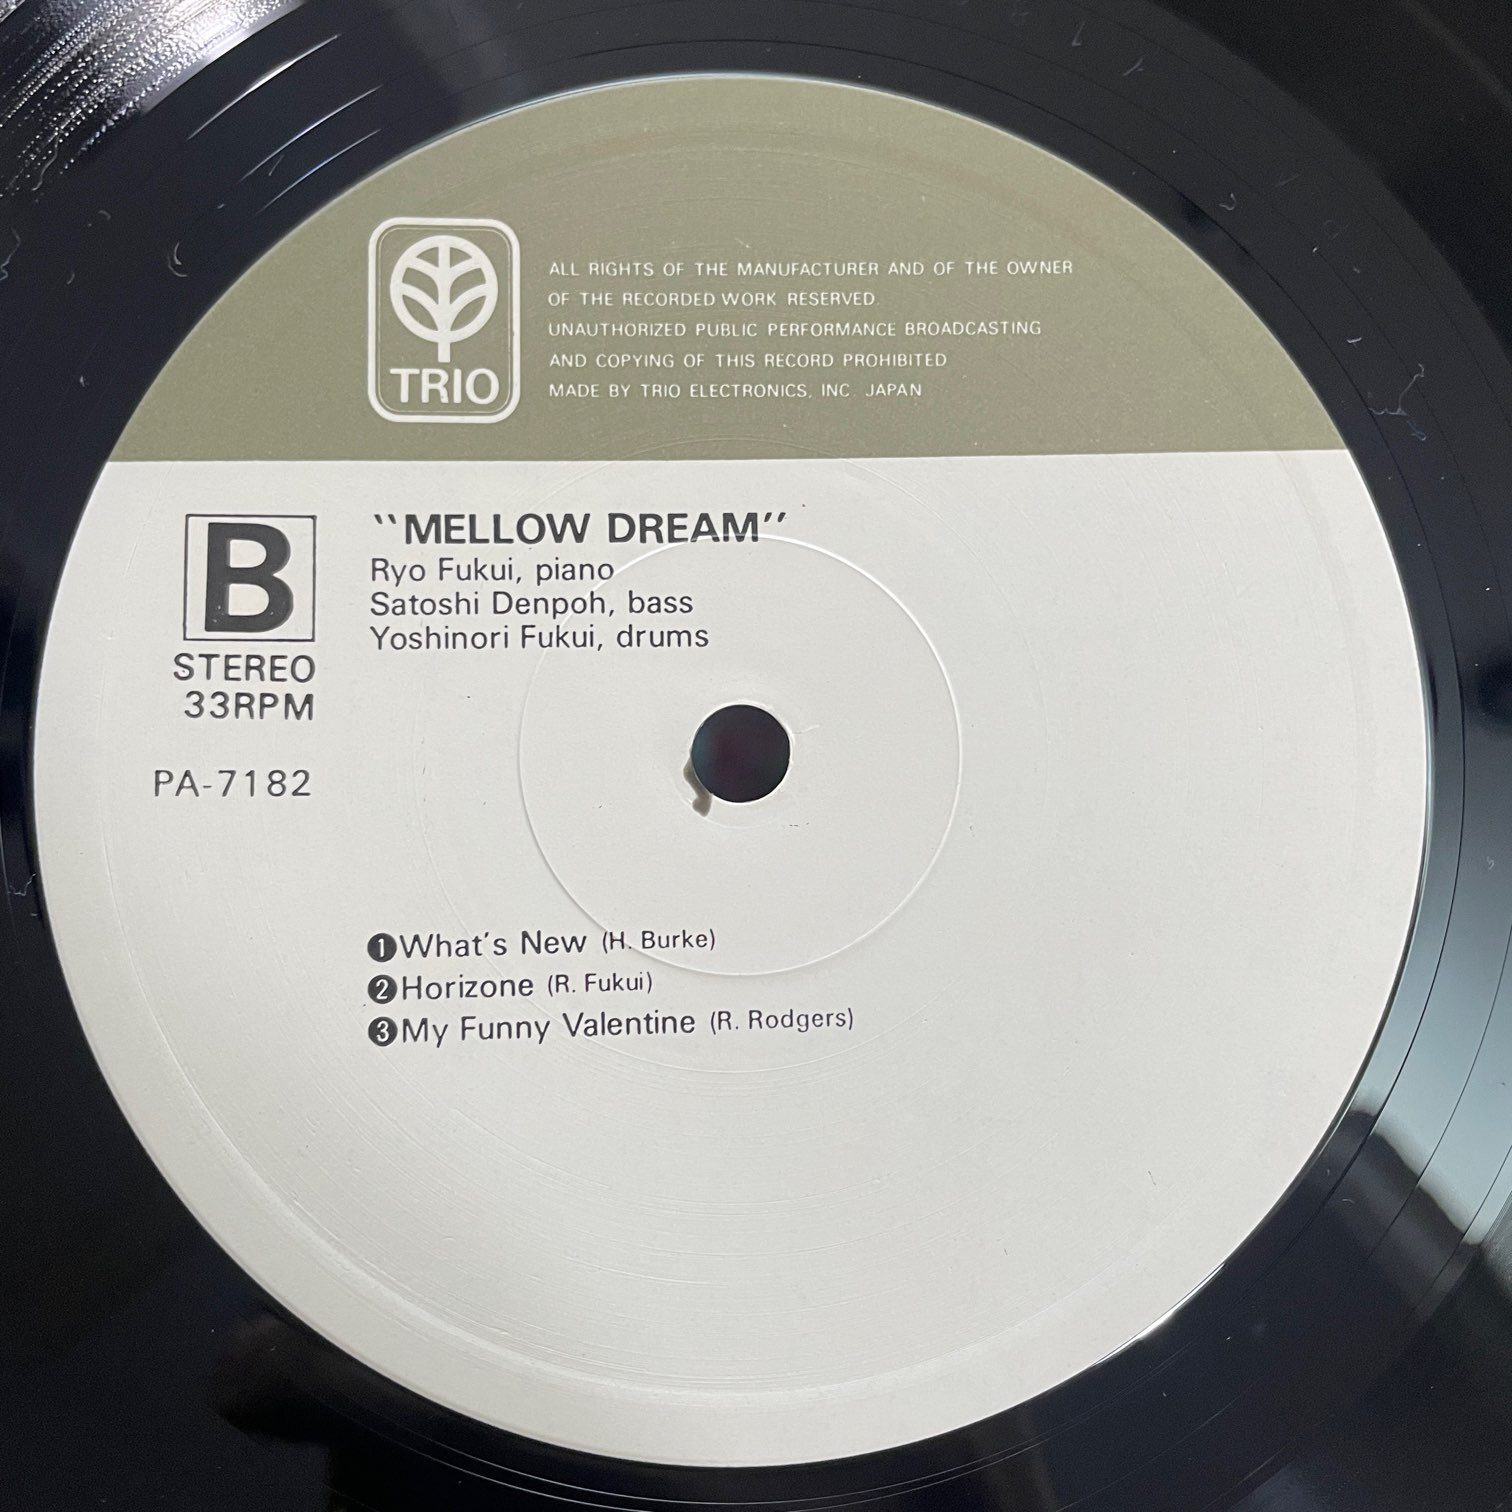 TRIO
ALL RIGHTS OF THE MANUFACTURER AND OF THE OWNER
OF THE RECORDED WORK RESERVED.
UNAUTHORIZED PUBLIC PERFORMANCE BROADCASTING
AND COPYING OF THIS RECORD PROHIBITED
MADE BY TRIO ELECTRONICS, INC. JAPAN
B
STEREO
33RPM
PA-7182
"MELLOW DREAM"
Ryo Fukui, piano
Satoshi Denpoh, bass
Yoshinori Fukui, drums
❶What's New (H. Burke)
❷Horizone (R. Fukui)
❸My Funny Valentine (R. Rodgers)